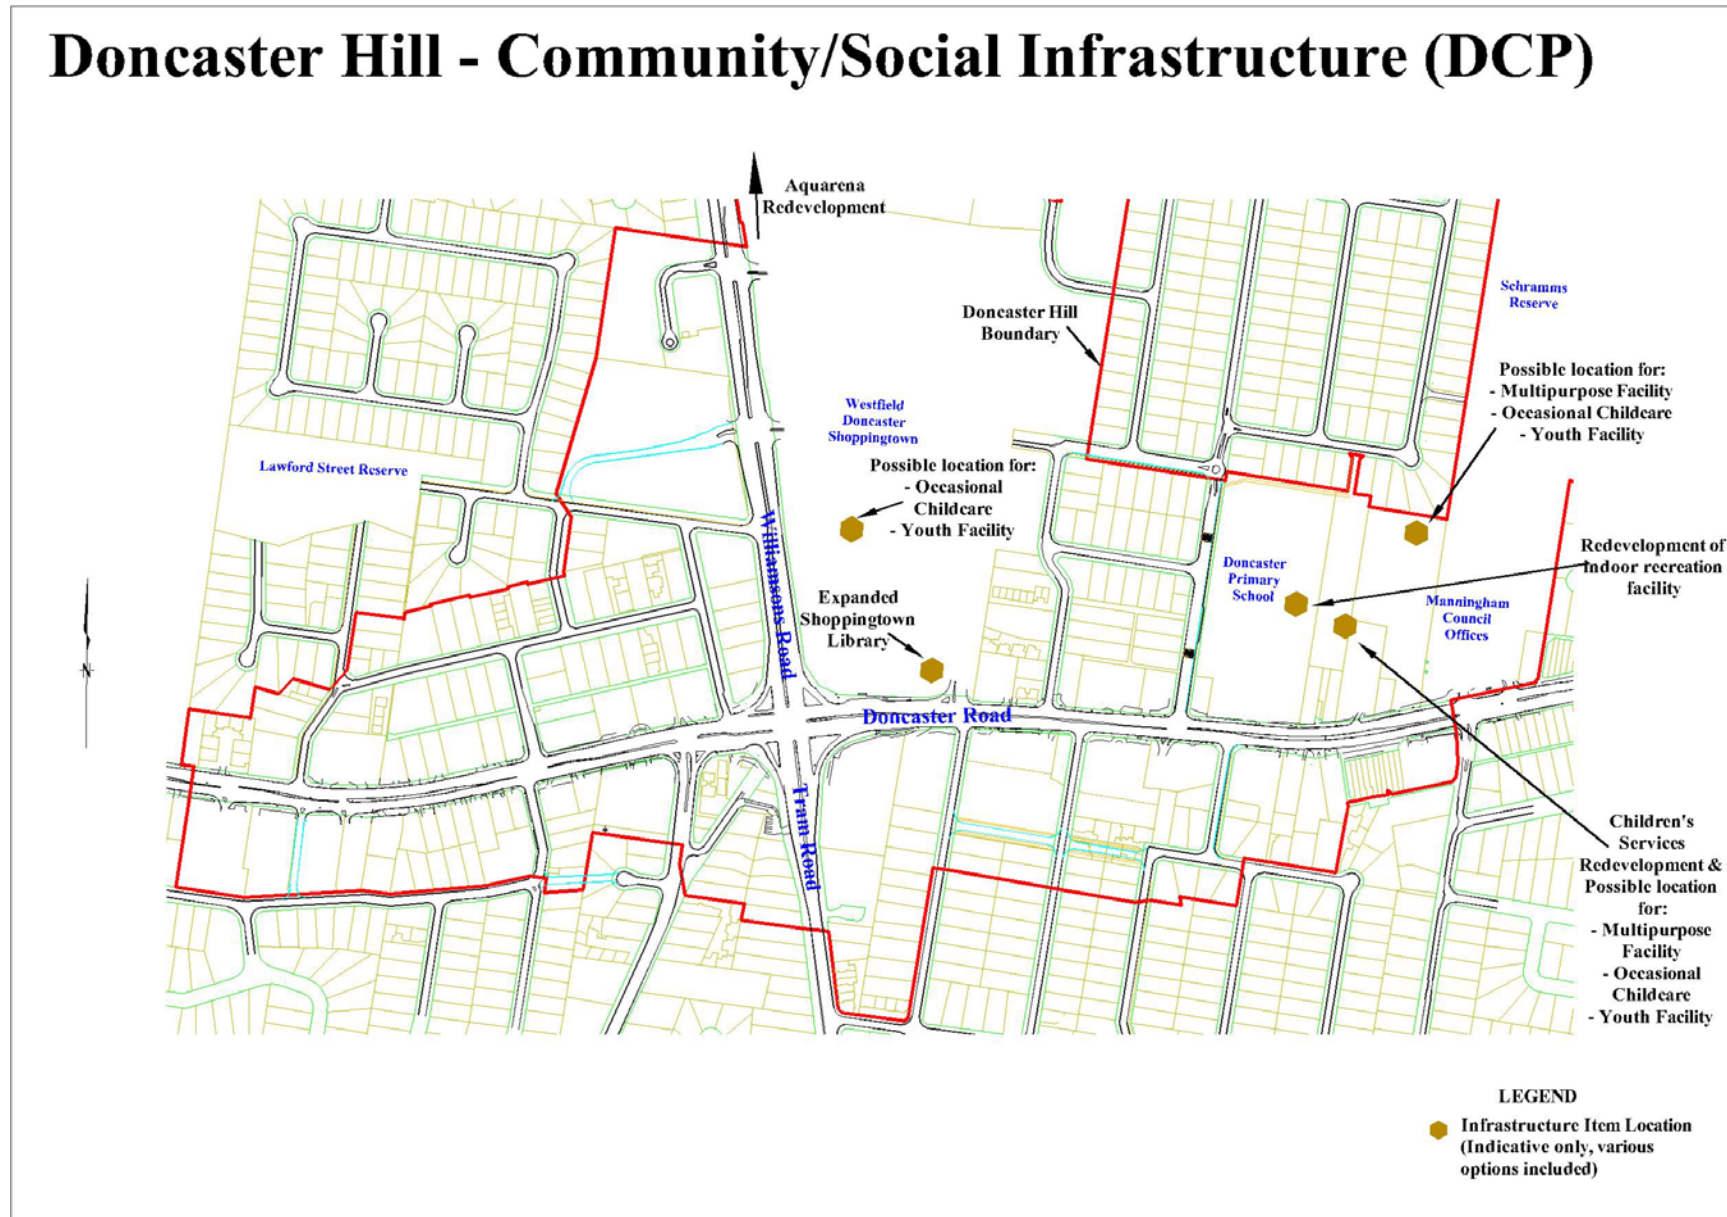 Doncaster Hill - Community/Social Infrastructure (DCP)
Aquarena
Redevelopment
Schramms
Reserve
Doncaster Hill
Boundary
Possible location for:
- Multipurpose Facility
- Occasional Childcare
- Youth Facility
Westfield
Doncaster
Shoppingtown
Lawford Street Reserve
Possible location for:
- Occasional
Childcare
- Youth Facility
Williamsons Road
Redevelopment of
indoor recreation
facility
Doncaster
Primary
School
Manningham
Council
Offices
Expanded
Shoppingtown
Library
N
Doncaster Road
Tram Road
Children's
Services
Redevelopment &
Possible location
for:
- Multipurpose
Facility
- Occasional
Childcare
- Youth Facility
LEGEND
Infrastructure Item Location
(Indicative only, various
options included)